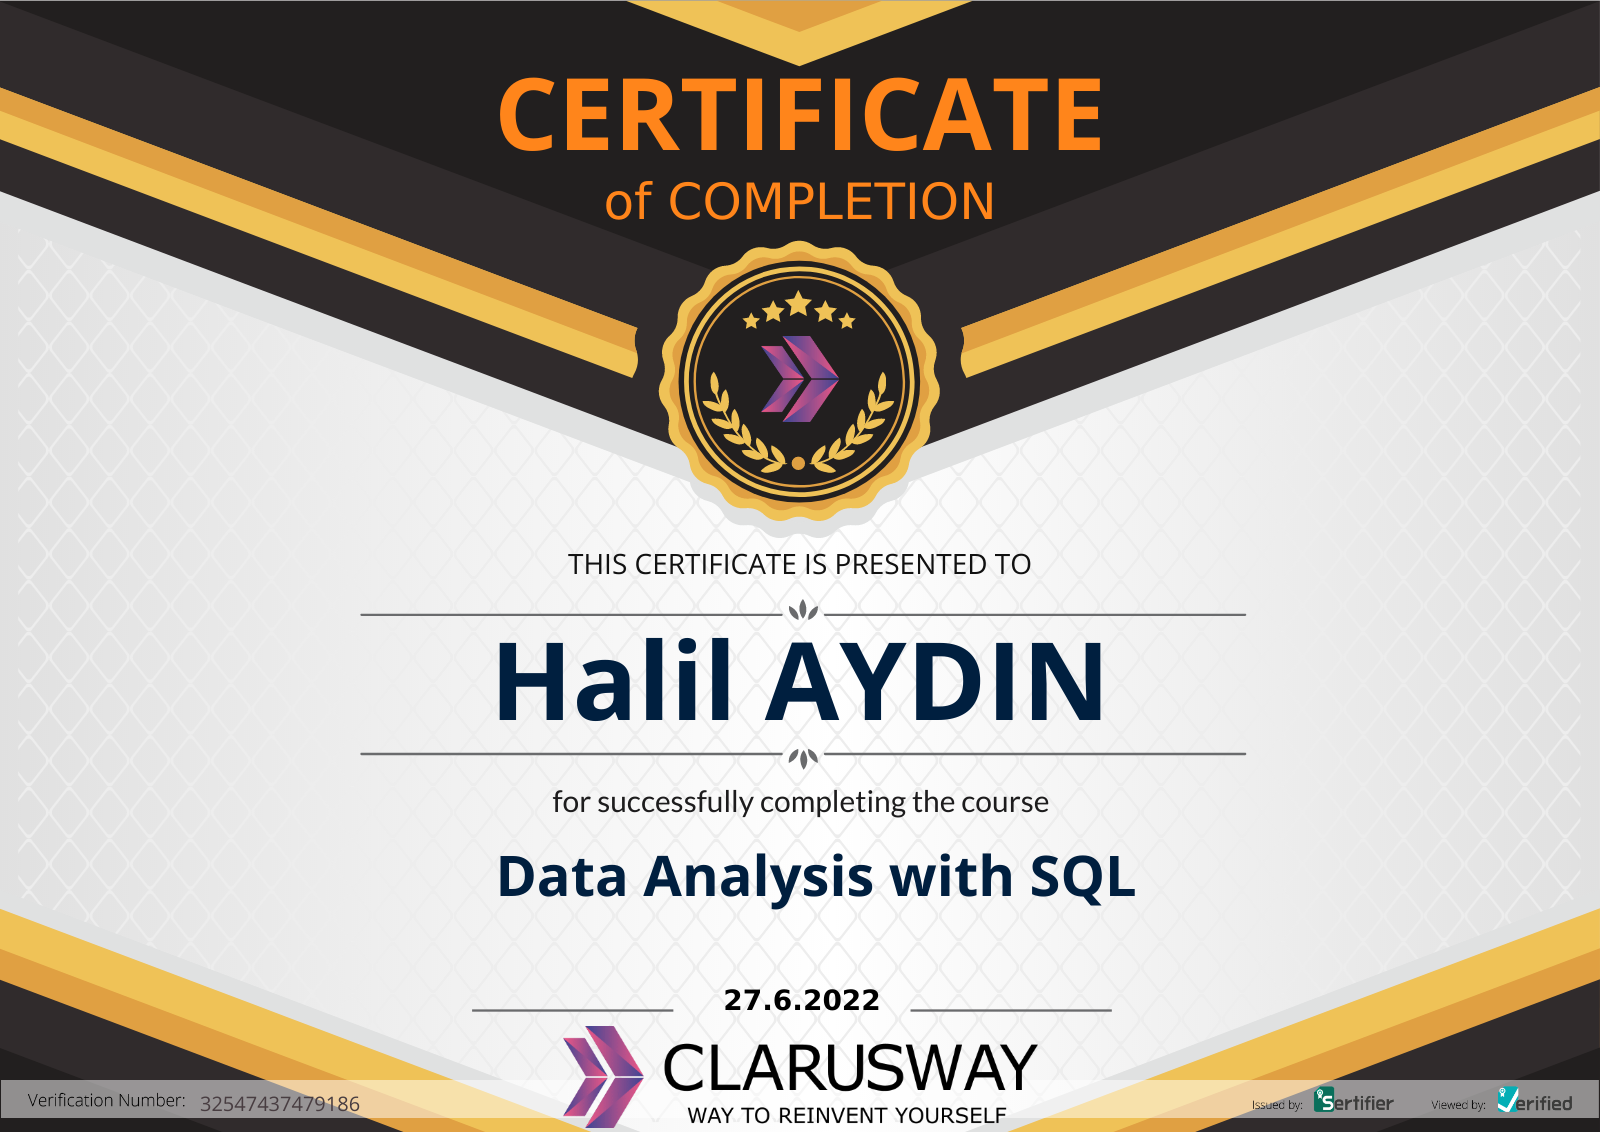 CERTIFICATE
of COMPLETION
THIS CERTIFICATE IS PRESENTED TO
Halil AYDIN
for successfully completing the course
Data Analysis with SQL
27.6.2022
CLARUSWAY
WAY TO REINVENT YOURSELF
Verification Number: 32547437479186
Issued by: Sertifier Viewed by: Verified